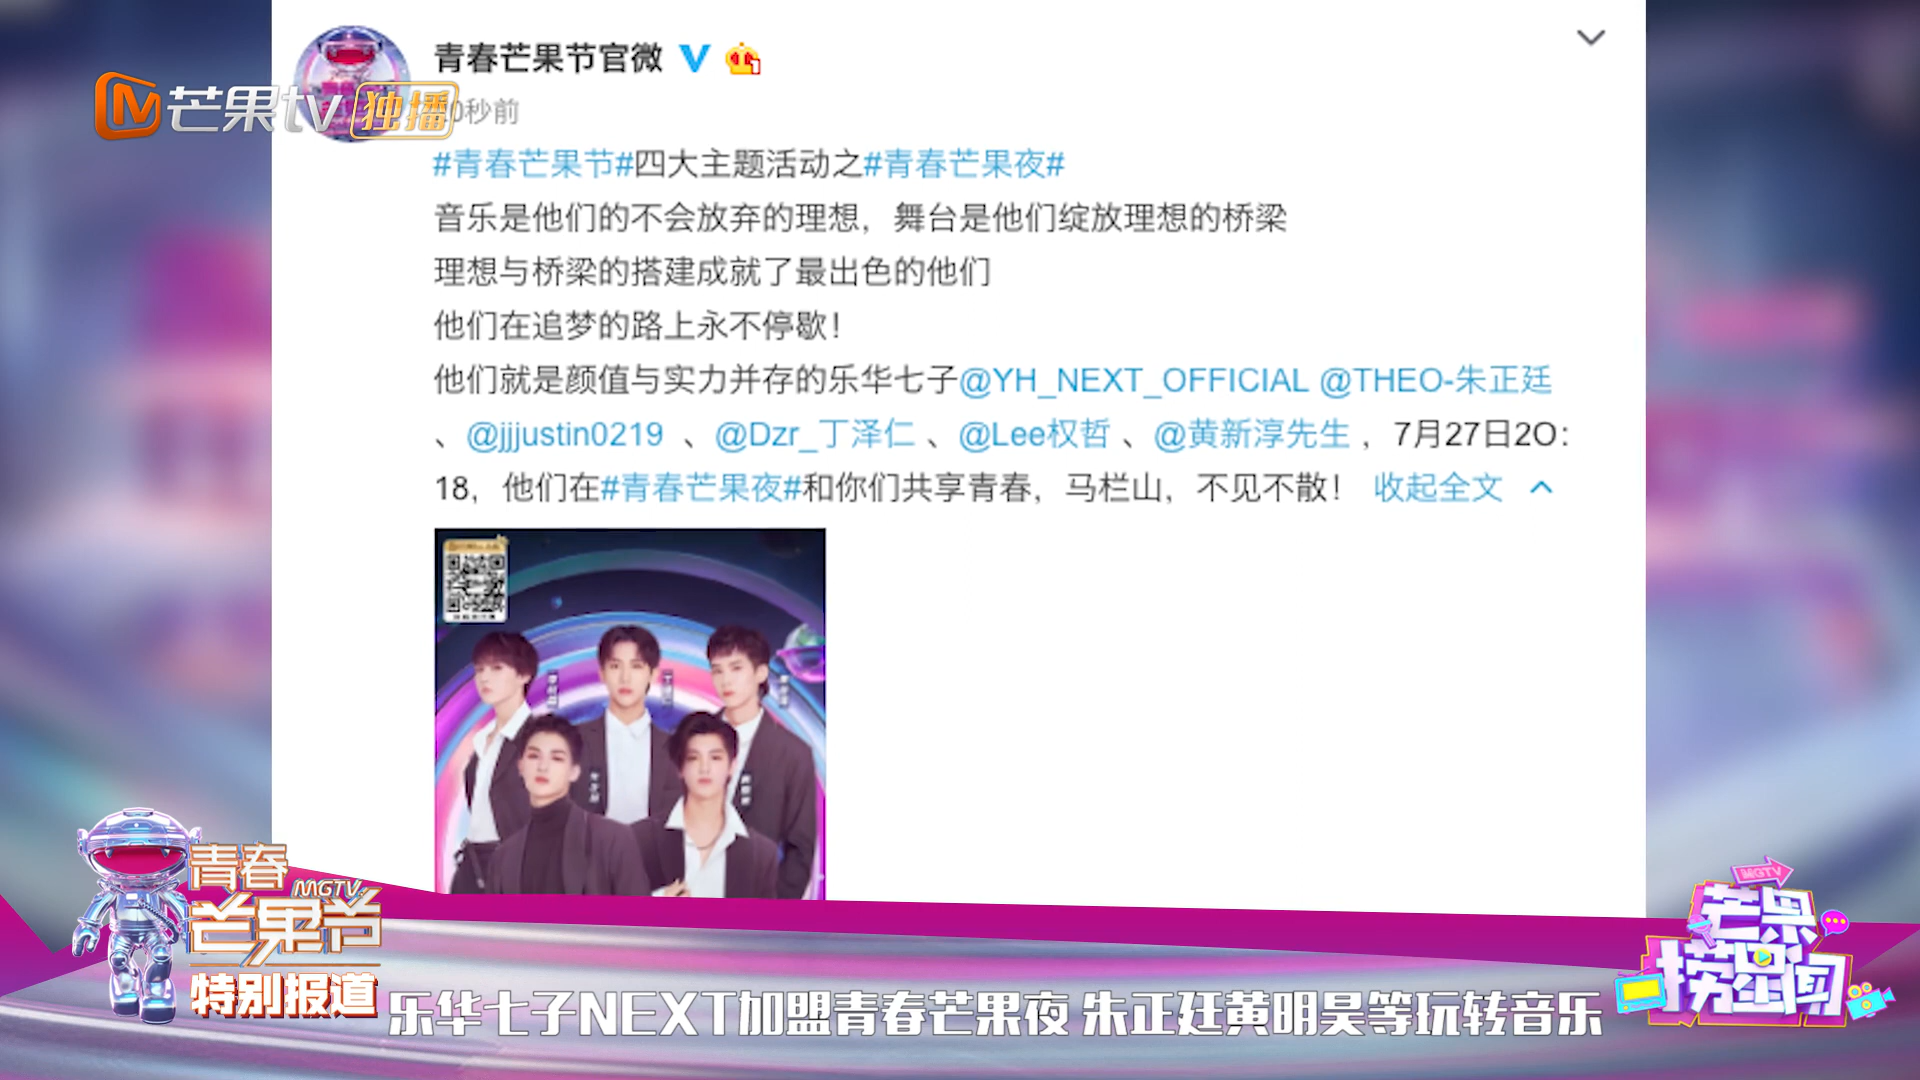 青春芒果节官微
芒果tv 独播
0秒前
#青春芒果节#四大主题活动之#青春芒果夜#
音乐是他们的不会放弃的理想，舞台是他们绽放理想的桥梁
理想与桥梁的搭建成就了最出色的他们
他们在追梦的路上永不停歇！
他们就是颜值与实力并存的乐华七子@YH_NEXT_OFFICIAL @THEO-朱正廷
、@jjjustin0219 、@Dzr_丁泽仁 、@Lee权哲 、@黄新淳先生 ，7月27日20:
18，他们在#青春芒果夜#和你们共享青春，马栏山，不见不散！ 收起全文
青春
MGTV
芒果节
特别报道
乐华七子NEXT加盟青春芒果夜 朱正廷黄明昊等玩转音乐
MGTV
芒果
捞星闻